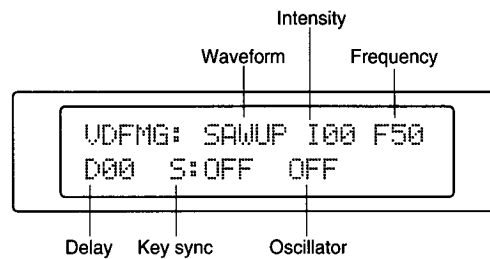 Intensity
Waveform Frequency
VDFMG: SAWUP I00 F50
D00 S:OFF OFF
Delay Key sync Oscillator